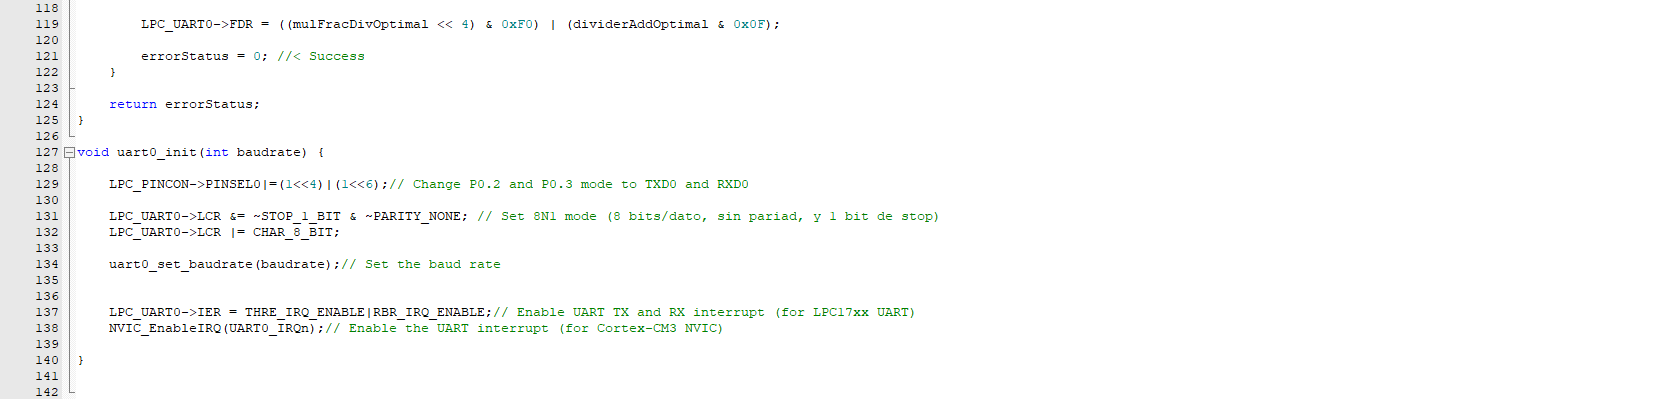 118
119 LPC_UART0->FDR = ((mulFracDivOptimal << 4) & 0xF0) | (dividerAddOptimal & 0x0F);
120
121 errorStatus = 0; //< Success
122 }
123
124 return errorStatus;
125 }
126
127 void uart0_init(int baudrate) {
128
129 LPC_PINCON->PINSEL0|=(1<<4)|(1<<6);// Change P0.2 and P0.3 mode to TXD0 and RXD0
130
131 LPC_UART0->LCR &= ~STOP_1_BIT & ~PARITY_NONE; // Set 8N1 mode (8 bits/dato, sin pariad, y 1 bit de stop)
132 LPC_UART0->LCR |= CHAR_8_BIT;
133
134 uart0_set_baudrate(baudrate);// Set the baud rate
135
136
137 LPC_UART0->IER = THRE_IRQ_ENABLE|RBR_IRQ_ENABLE;// Enable UART TX and RX interrupt (for LPC17xx UART)
138 NVIC_EnableIRQ(UART0_IRQn);// Enable the UART interrupt (for Cortex-CM3 NVIC)
139
140 }
141
142